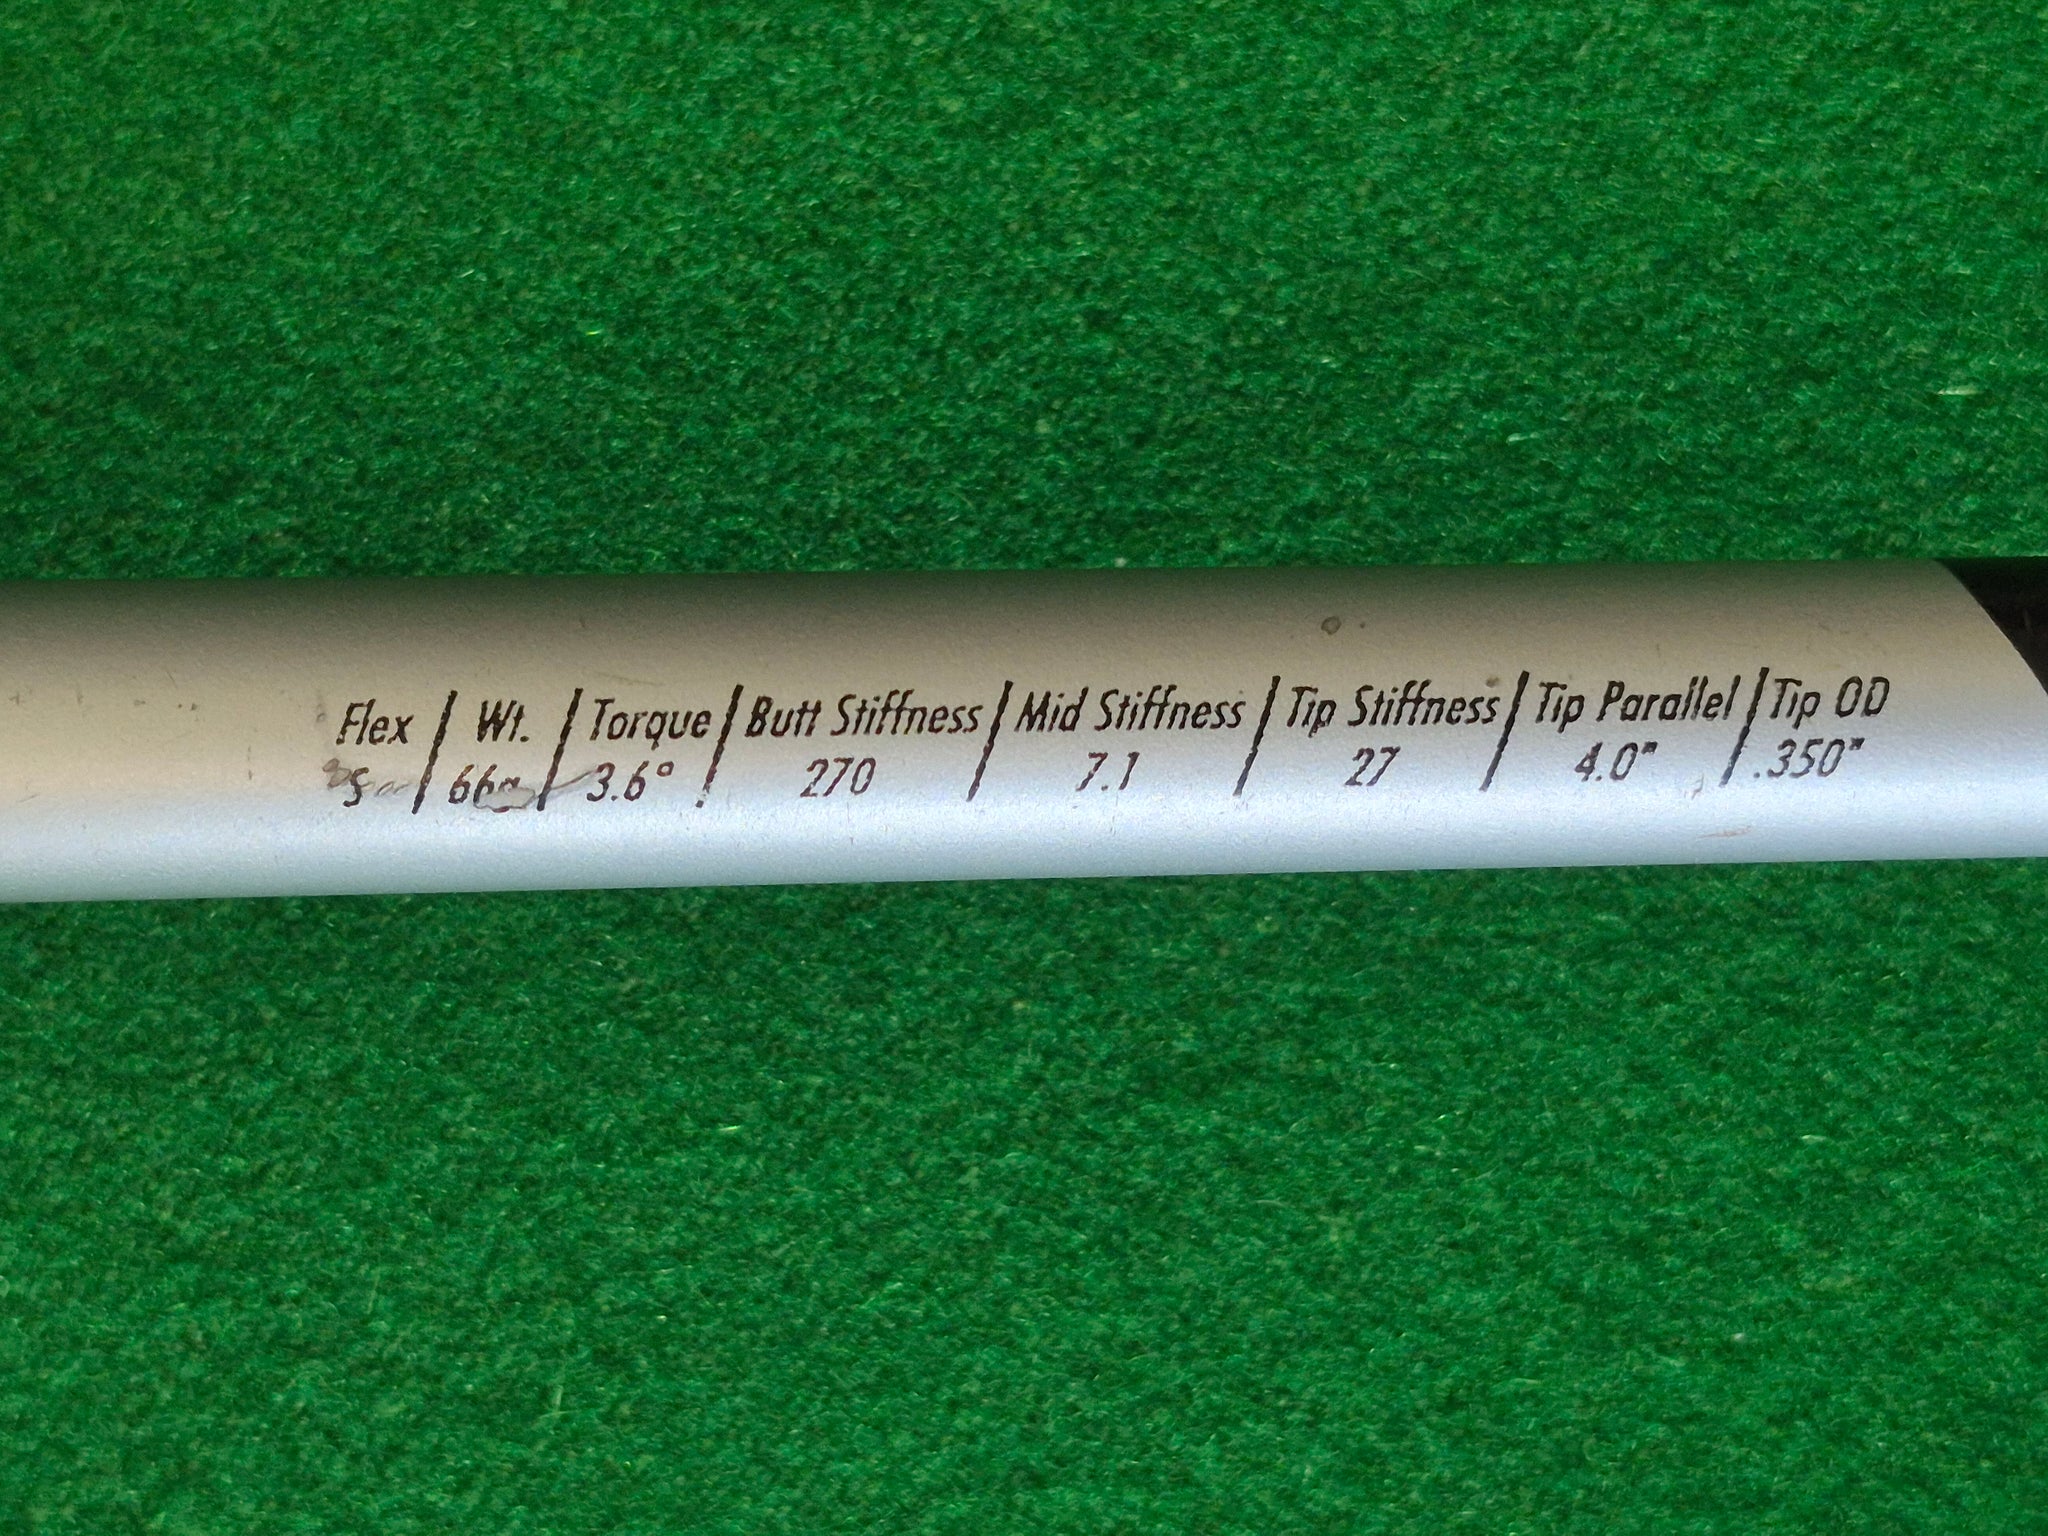 Flex | Wt. | Torque | Butt Stiffness | Mid Stiffness | Tip Stiffness | Tip Parallel | Tip OD
S | 66g | 3.6° | 270 | 7.1 | 27 | 4.0" | .350"